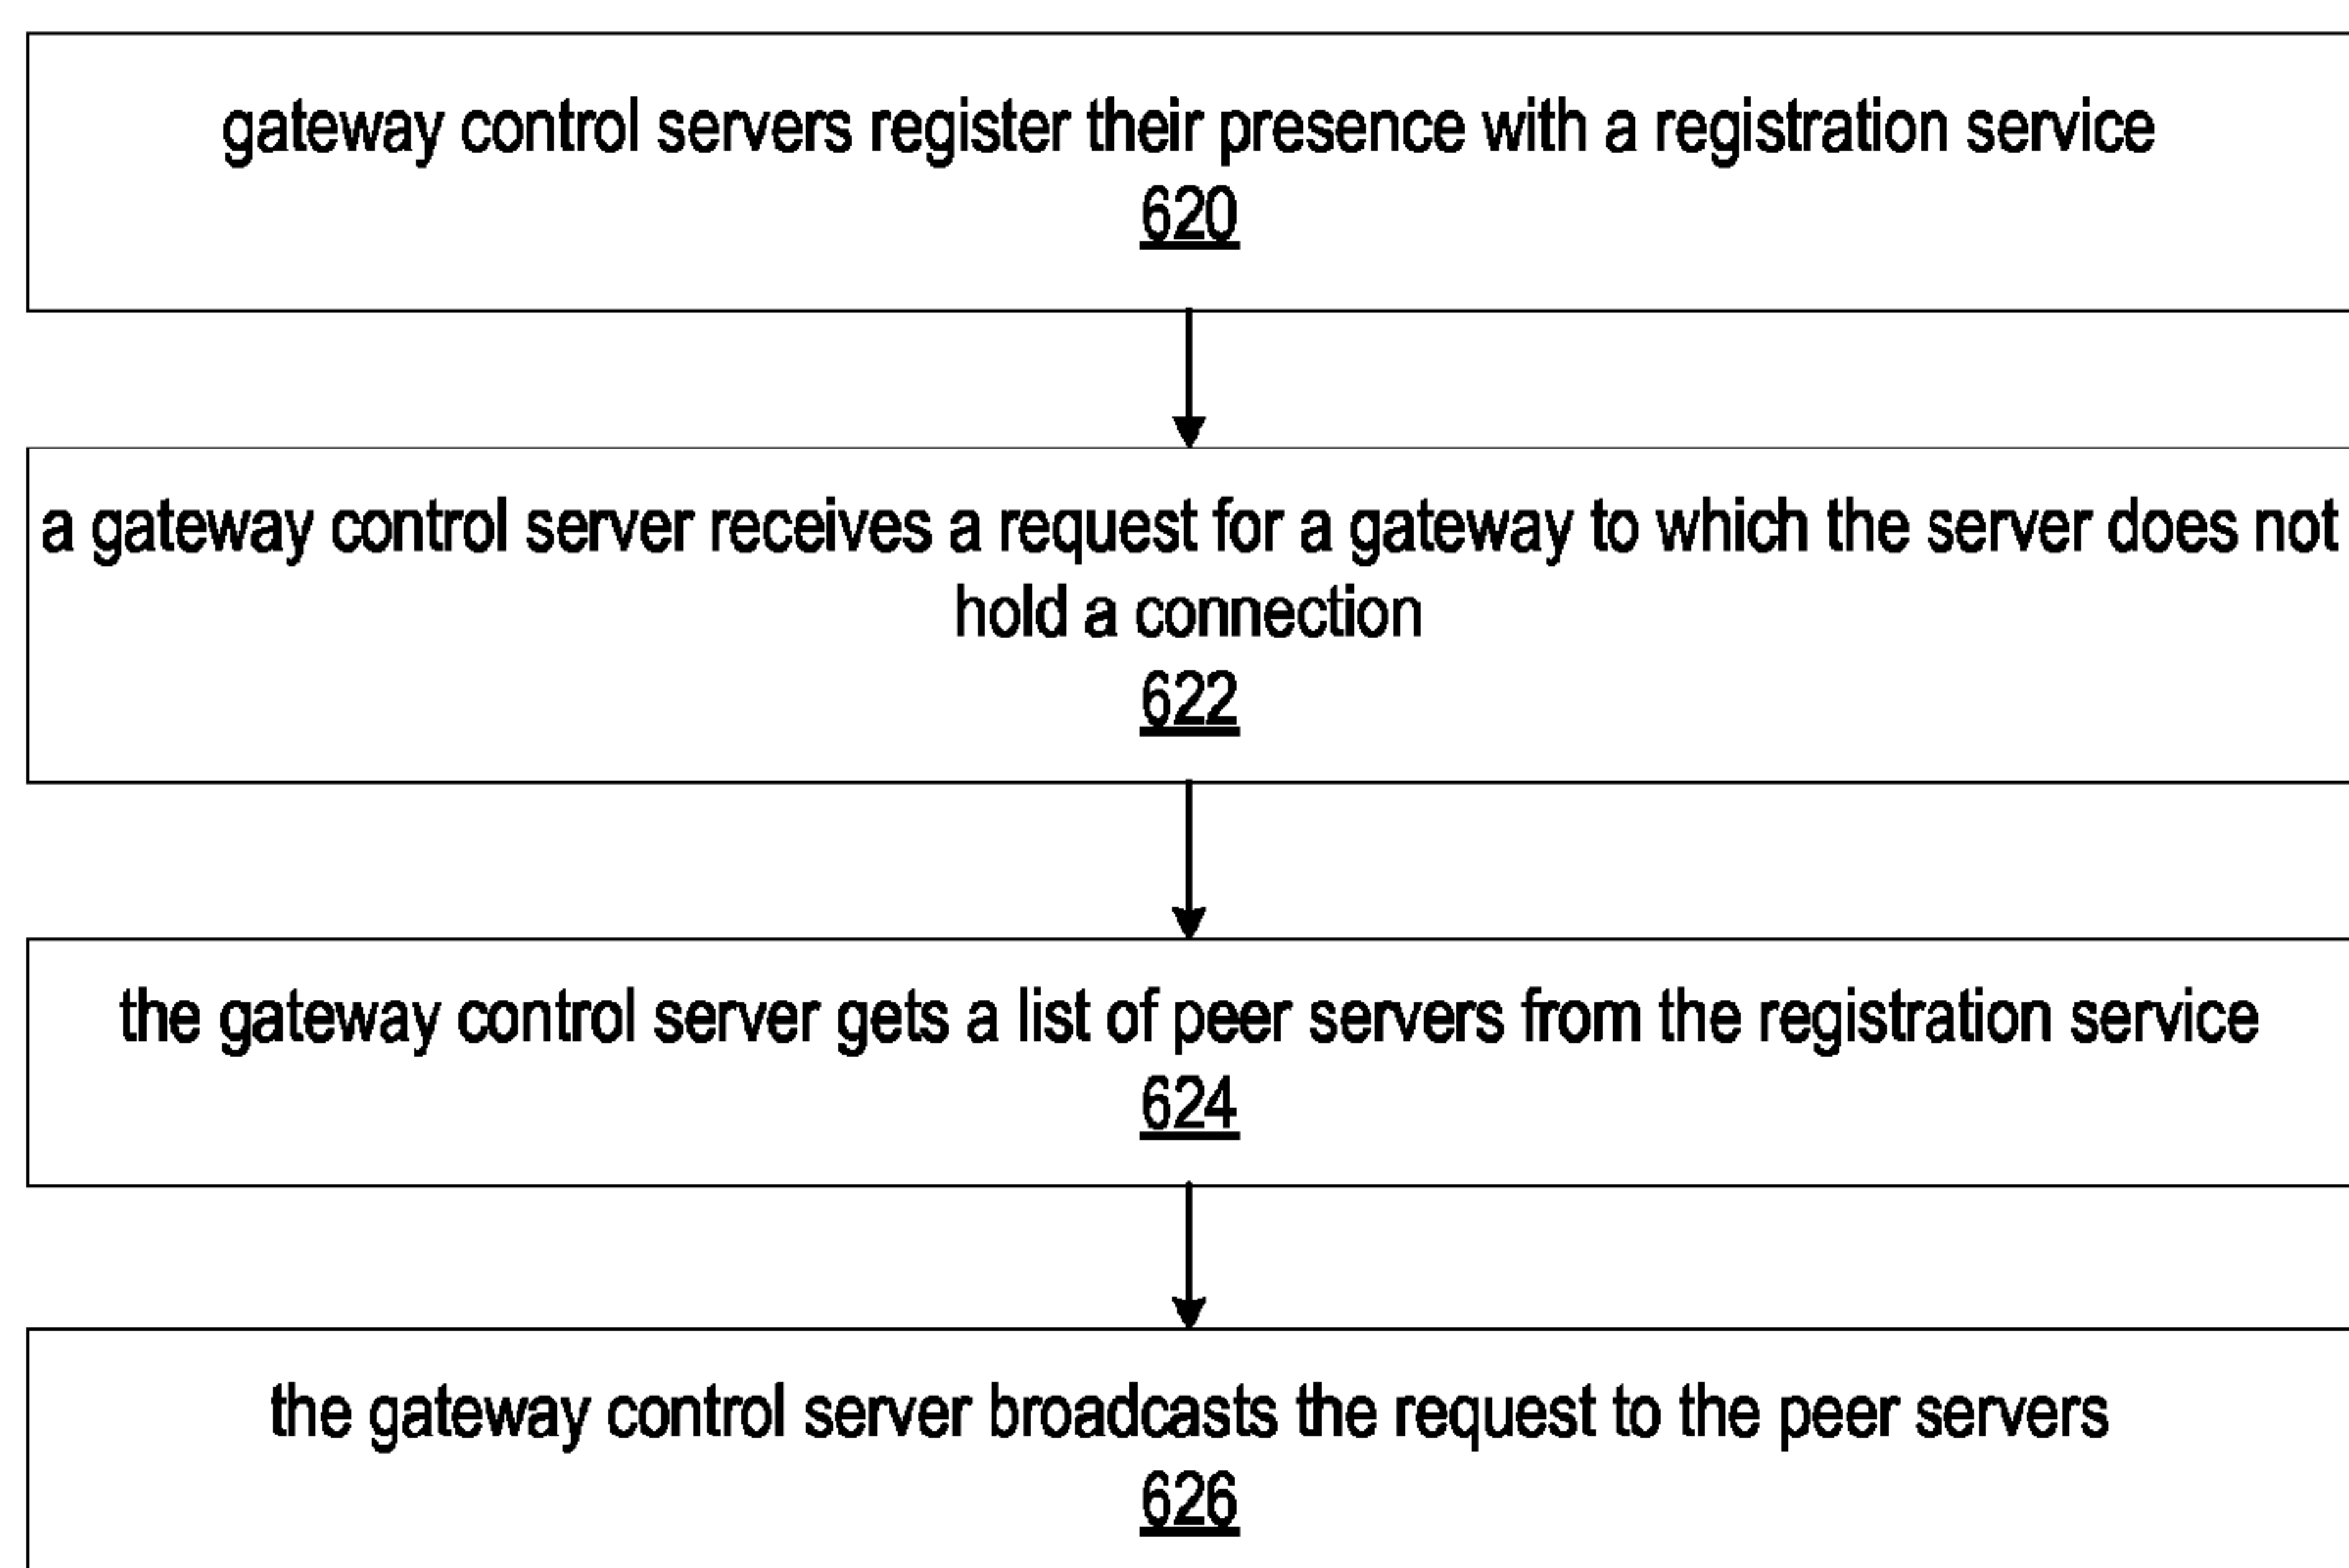 gateway control servers register their presence with a registration service
620
a gateway control server receives a request for a gateway to which the server does not
hold a connection
622
the gateway control server gets a list of peer servers from the registration service
624
the gateway control server broadcasts the request to the peer servers
626